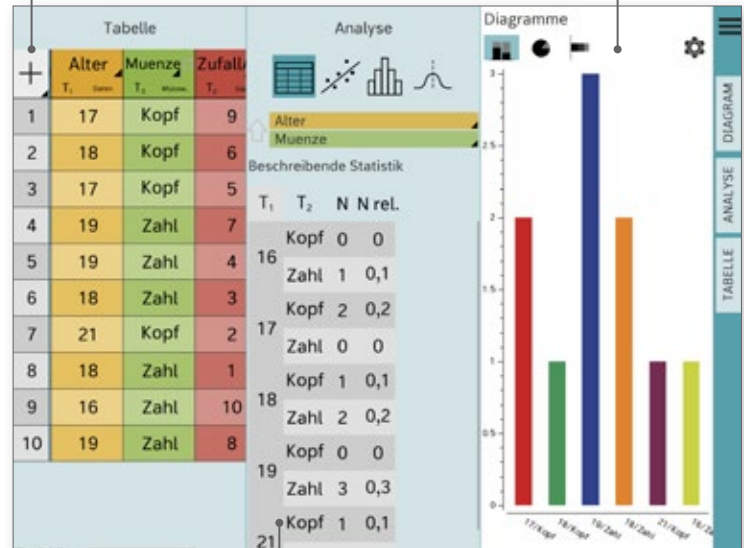 Tabelle
Alter Muenze
T₁ Daten T₂ T₃
1 17 Kopf 9
2 18 Kopf 6
3 17 Kopf 5
4 19 Zahl 7
5 19 Zahl 4
6 18 Zahl 3
7 21 Kopf 2
8 18 Zahl 1
9 16 Zahl 10
10 19 Zahl 8
Analyse
Alter
Muenze
Beschreibende Statistik
T₁ T₂ N N rel.
16
Kopf 0 0
Zahl 1 0,1
17
Kopf 2 0,2
Zahl 0 0
18
Kopf 1 0,1
Zahl 2 0,2
19
Kopf 0 0
Zahl 3 0,3
21
Kopf 1 0,1
Diagramme
3
2.5
2
1.5
1
0.5
0
17/Kopf
18/Kopf
19/Zahl
18/Zahl
21/Kopf
16/Za
DIAGRAM
ANALYSE
TABELLE